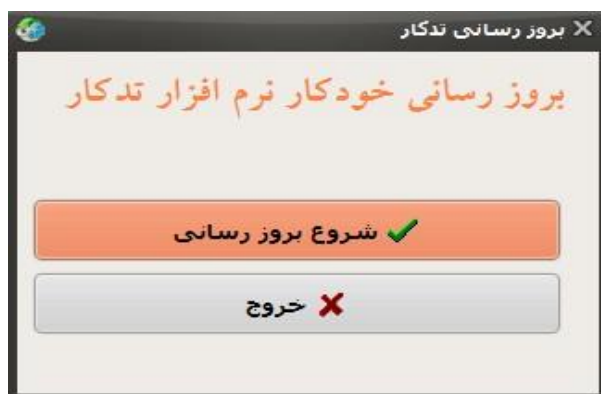 بروز رسانی تدکار
بروز رسانی خودکار نرم افزار تدکار
شروع بروز رسانی
خروج